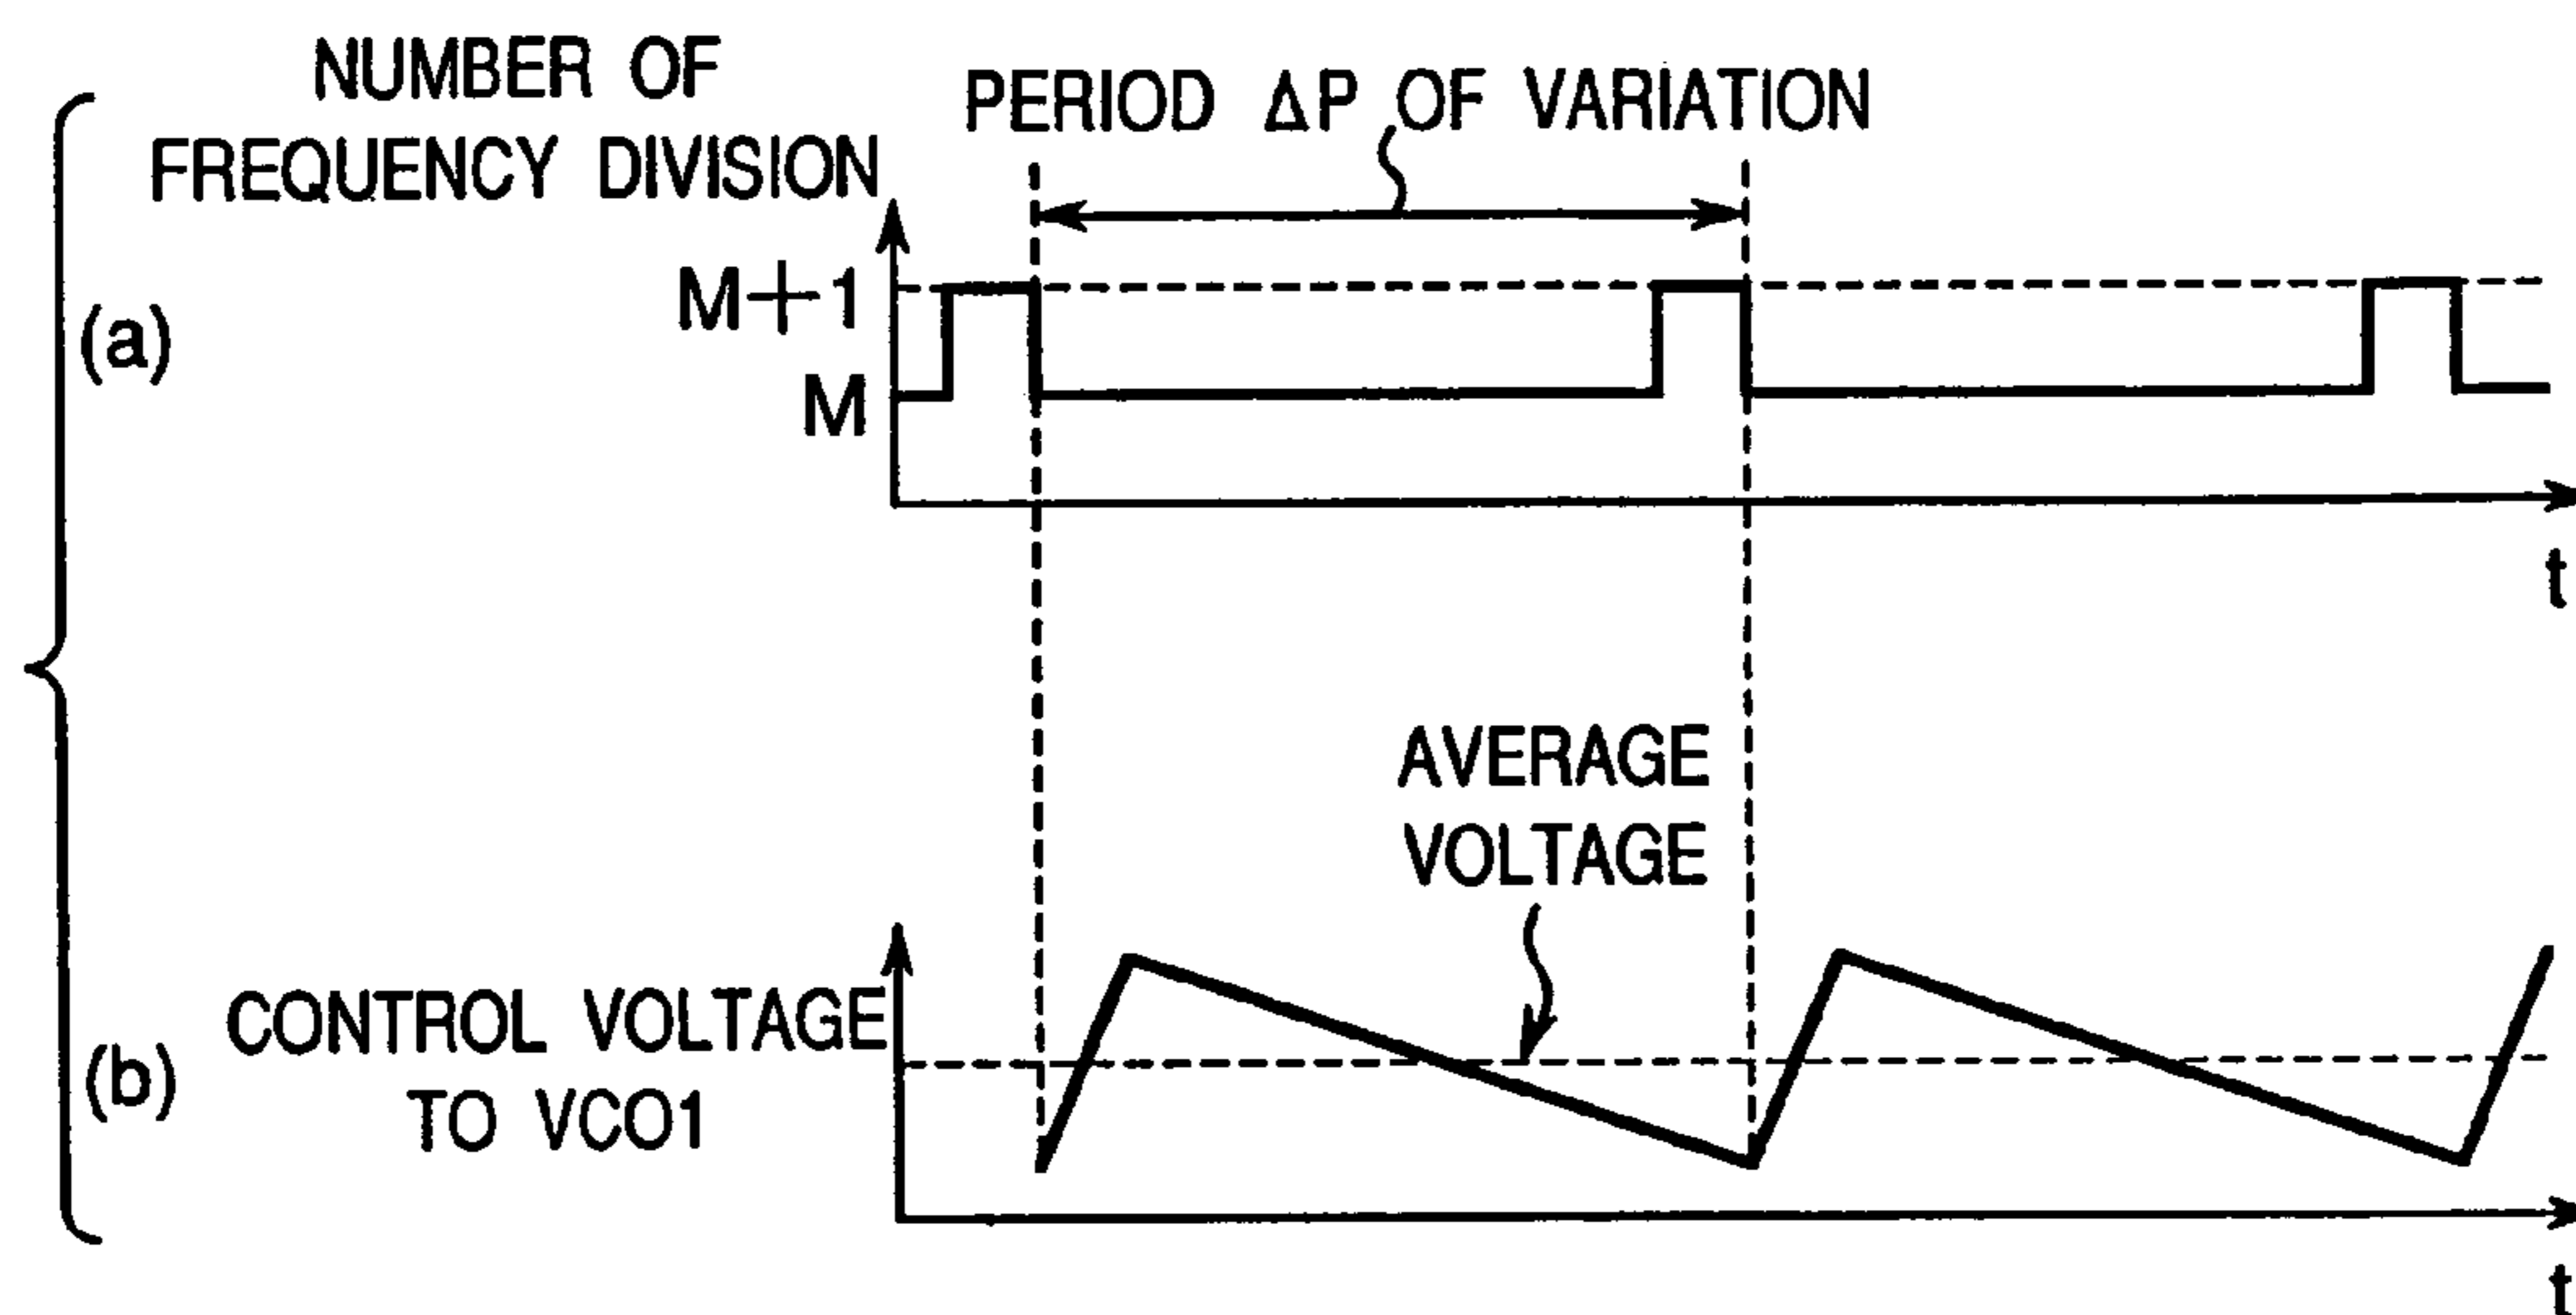 NUMBER OF
FREQUENCY DIVISION
PERIOD ΔP OF VARIATION
(a)
M+1
M
t
AVERAGE
VOLTAGE
(b)
CONTROL VOLTAGE
TO VCO1
t